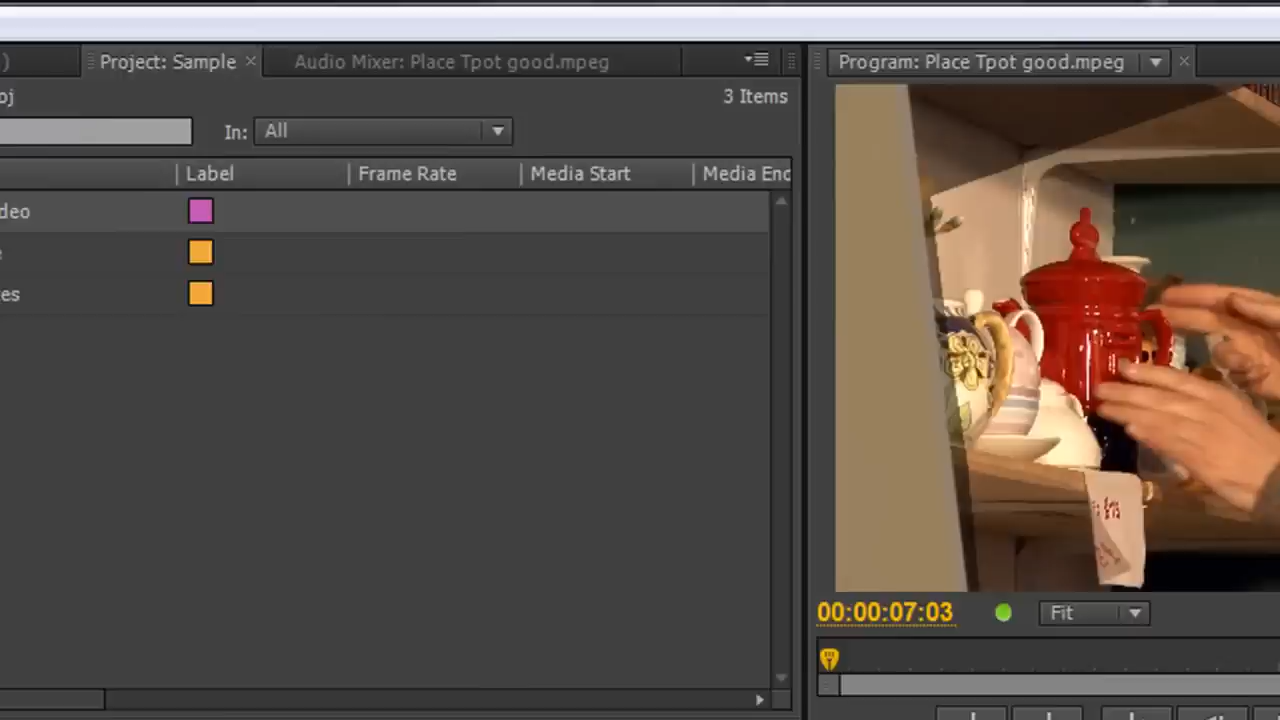 )
Project: Sample
Audio Mixer: Place Tpot good.mpeg
Program: Place Tpot good.mpeg
oj
3 Items
In:
All
Label
Frame Rate
Media Start
Media End
deo
e
es
00:00:07:03
Fit